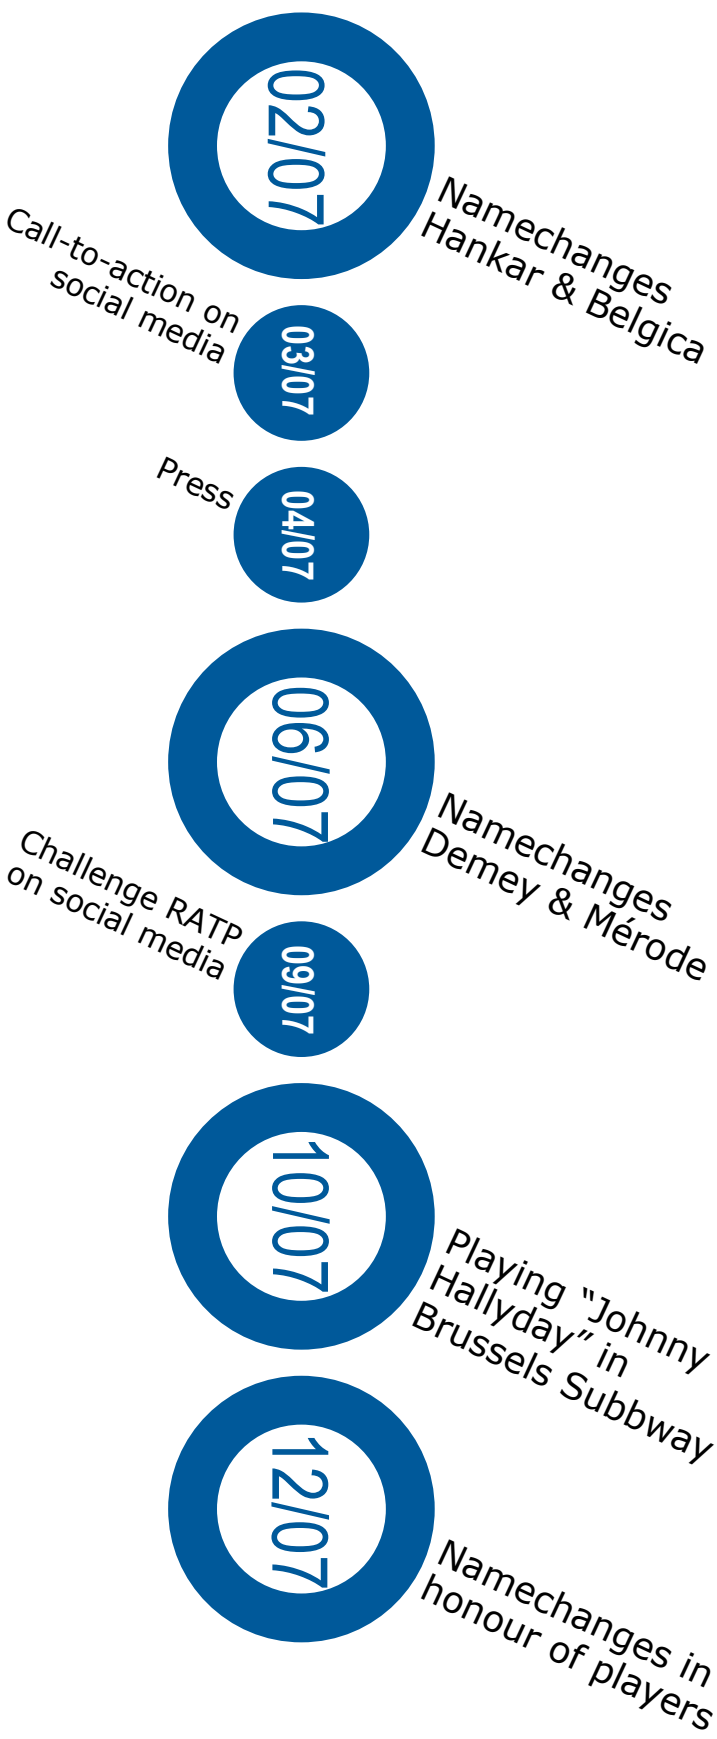 02/07
Namechanges
Hankar & Belgica
Call-to-action on
social media
03/07
Press
04/07
06/07
Namechanges
Demey & Mérode
Challenge RATP
on social media
09/07
10/07
Playing “Johnny
Hallyday” in
Brussels Subbway
12/07
Namechanges in
honour of players